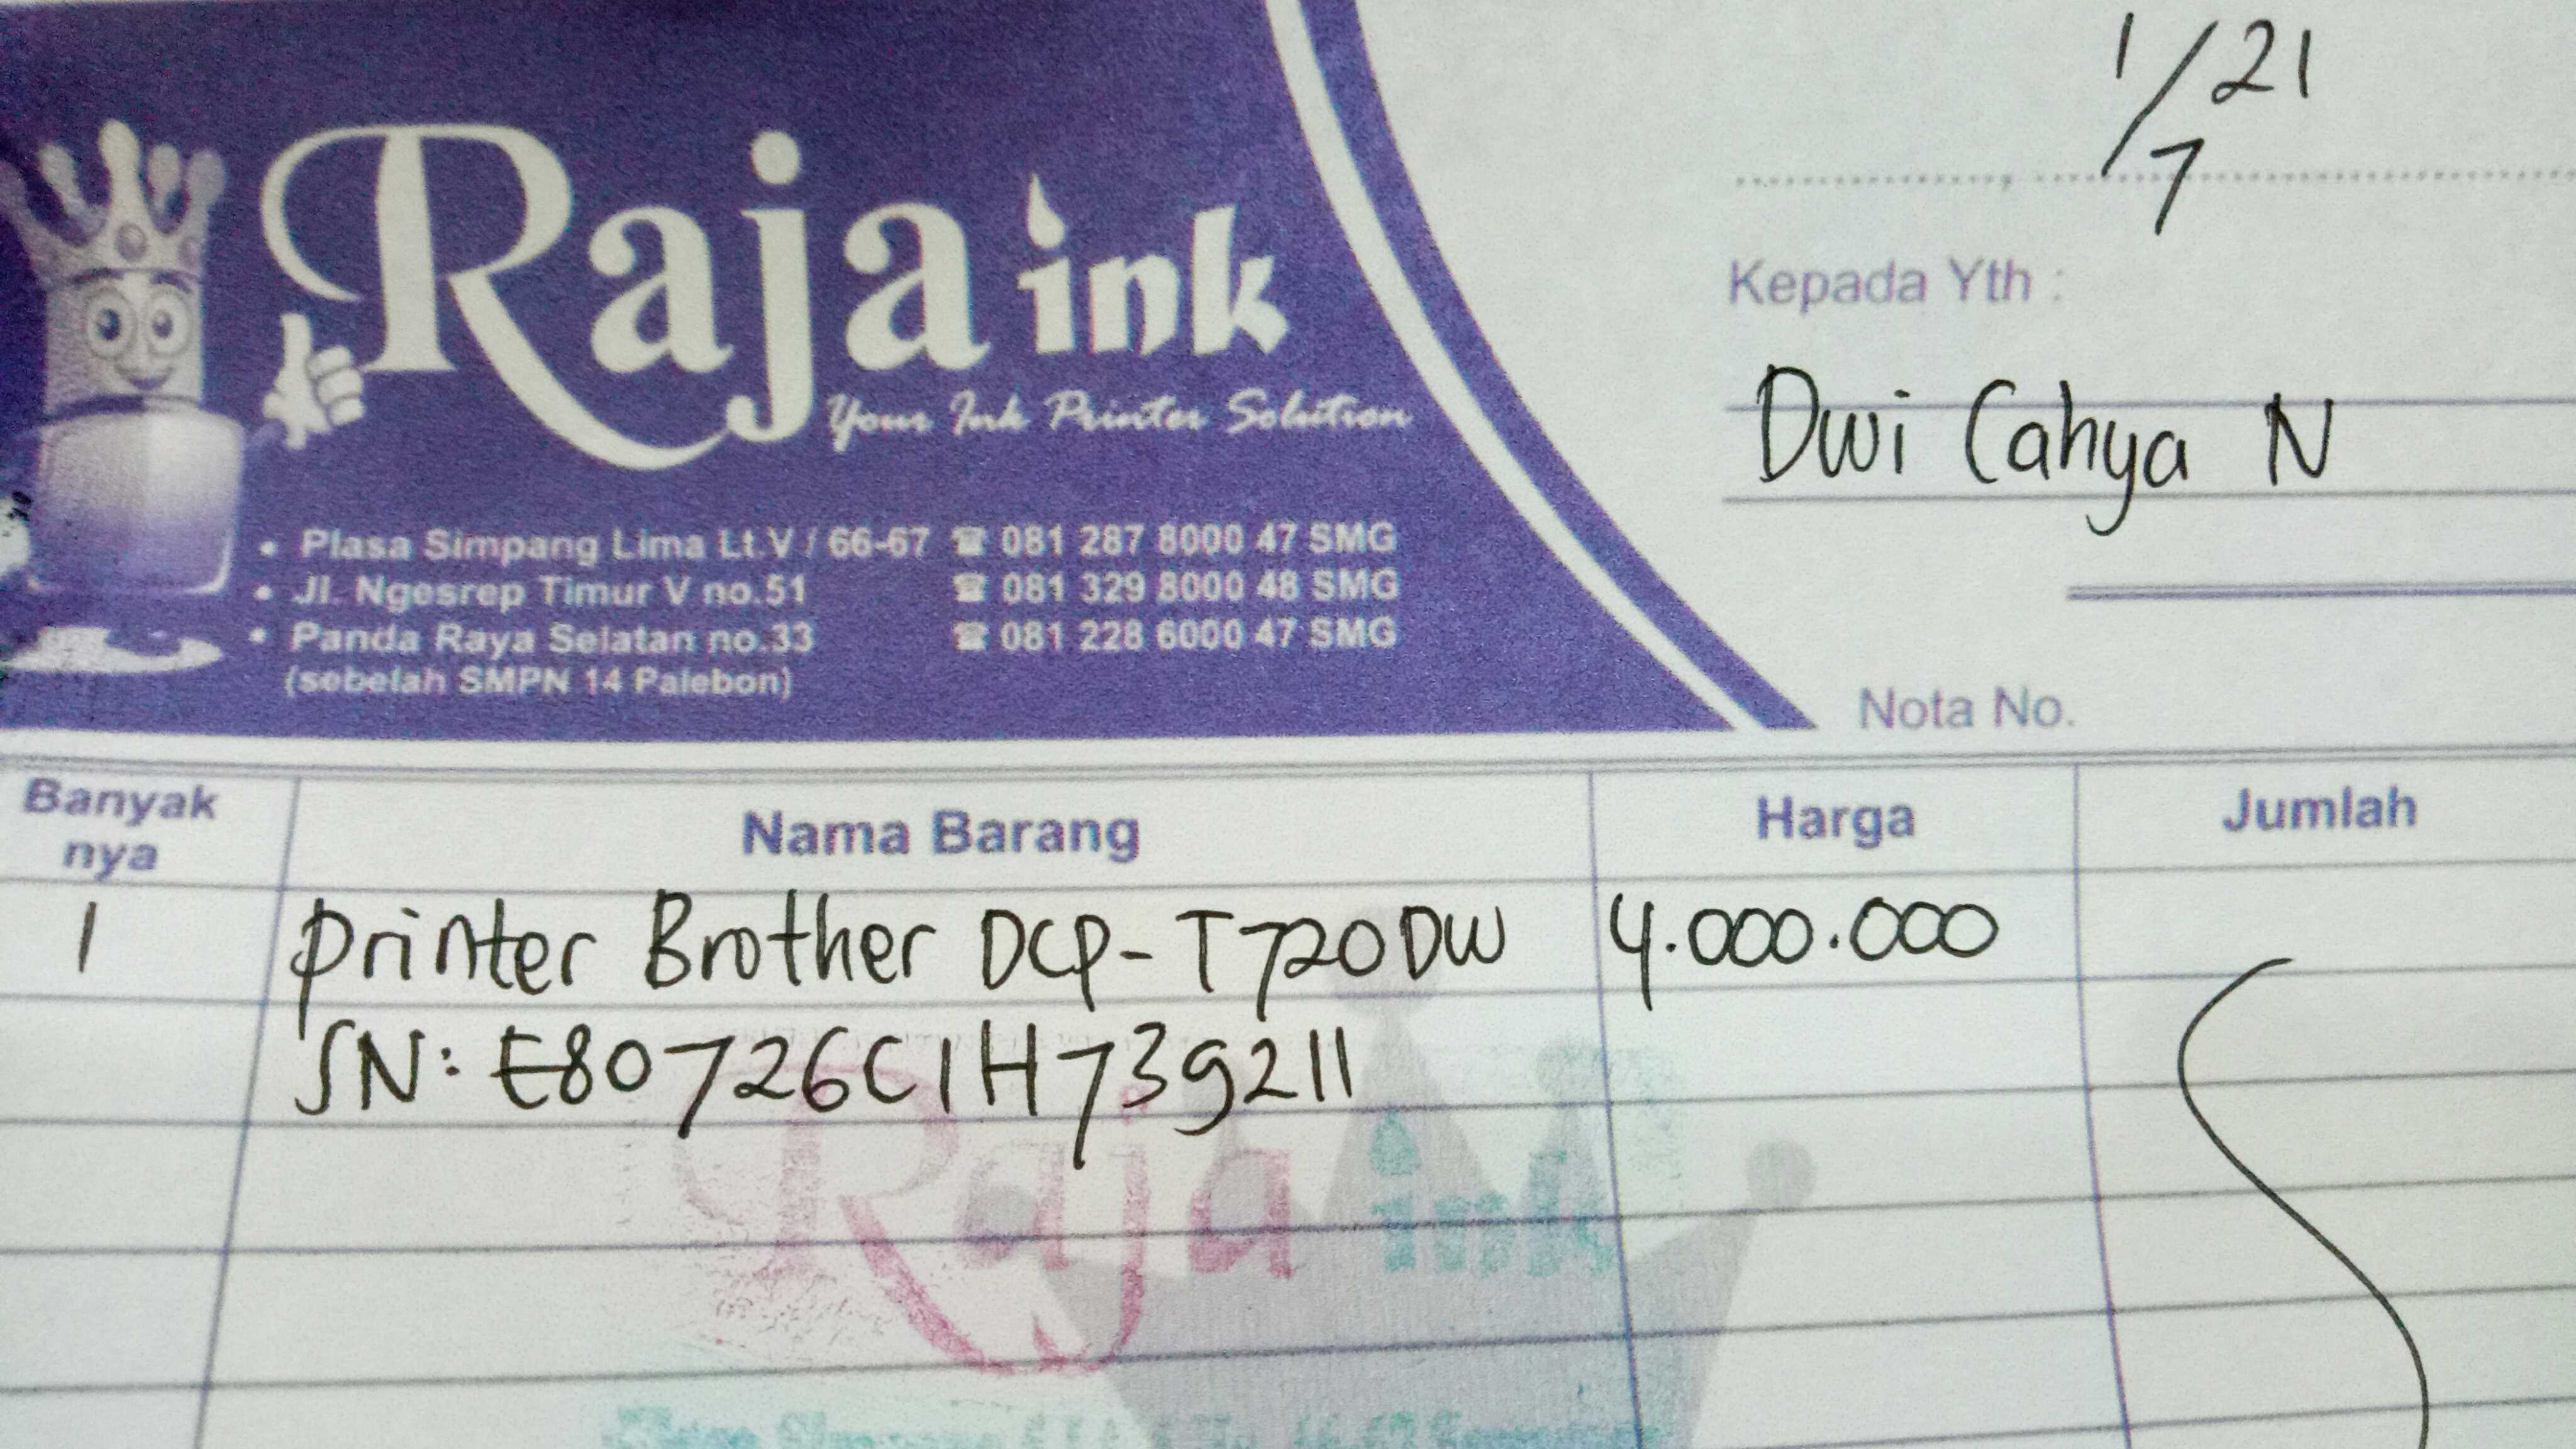 1/7 21
Raja ink
Your Ink Printer Solution
Kepada Yth :
Dwi Cahya N
• Plasa Simpang Lima Lt.V / 66-67 ☎ 081 287 8000 47 SMG
• Jl. Ngesrep Timur V no.51 ☎ 081 329 8000 48 SMG
• Panda Raya Selatan no.33 ☎ 081 228 6000 47 SMG
(sebelah SMPN 14 Palebon)
Nota No.
Banyak nya Nama Barang Harga Jumlah
1 printer Brother DCP-T720DW 4.000.000
SN: E80726C1H739211
Raja ink